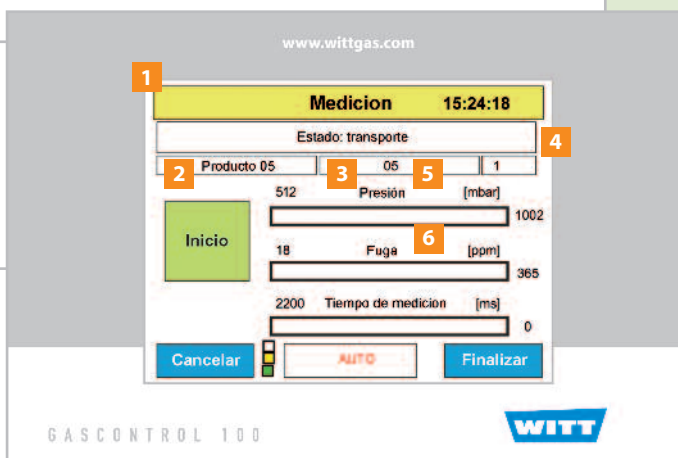 www.wittgas.com
1
Medicion 15:24:18
Estado: transporte
4
2 Producto 05 3 05 5 1
512 Presión [mbar]
1002
Inicio
6
18 Fuga [ppm]
365
2200 Tiempo de medicion [ms]
0
Cancelar AUTO Finalizar
GASCONTROL 100
WITT